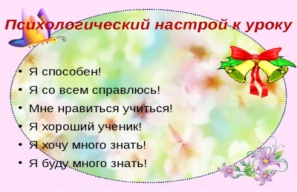 Психологический настрой к уроку
• Я способен!
• Я со всем справлюсь!
• Мне нравиться учиться!
• Я хороший ученик!
• Я хочу много знать!
• Я буду много знать!